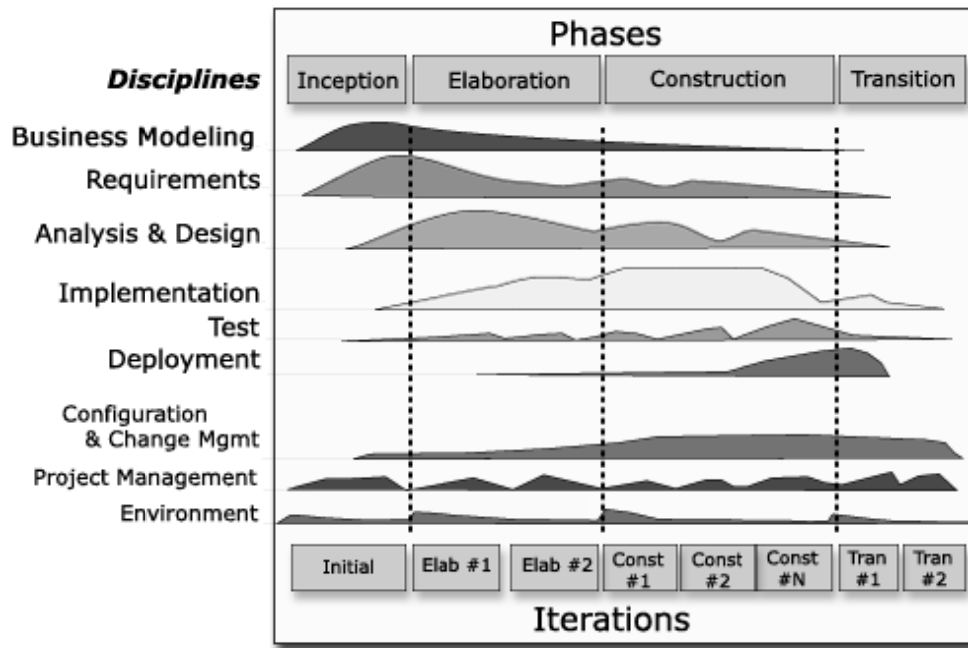 Phases
Disciplines Inception Elaboration Construction Transition
Business Modeling
Requirements
Analysis & Design
Implementation
Test
Deployment
Configuration
& Change Mgmt
Project Management
Environment
Initial Elab #1 Elab #2 Const #1 Const #2 Const #N Tran #1 Tran #2
Iterations